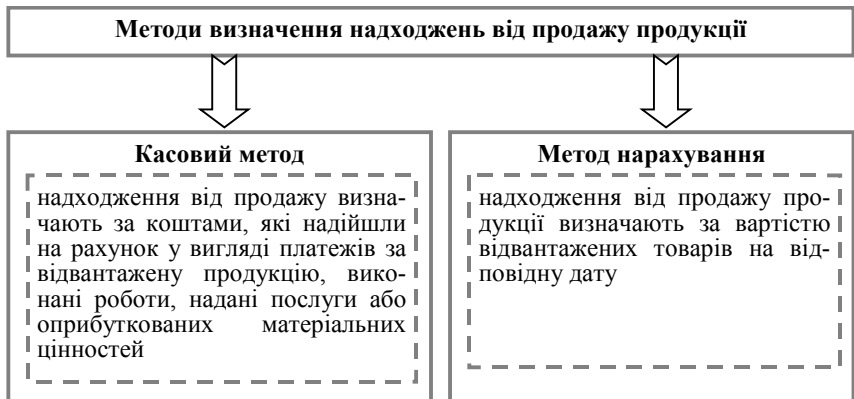 Методи визначення надходжень від продажу продукції
Касовий метод
надходження від продажу визна-
чають за коштами, які надійшли
на рахунок у вигляді платежів за
відвантажену продукцію, вико-
нані роботи, надані послуги або
оприбуткованих матеріальних
цінностей
Метод нарахування
надходження від продажу про-
дукції визначають за вартістю
відвантажених товарів на від-
повідну дату